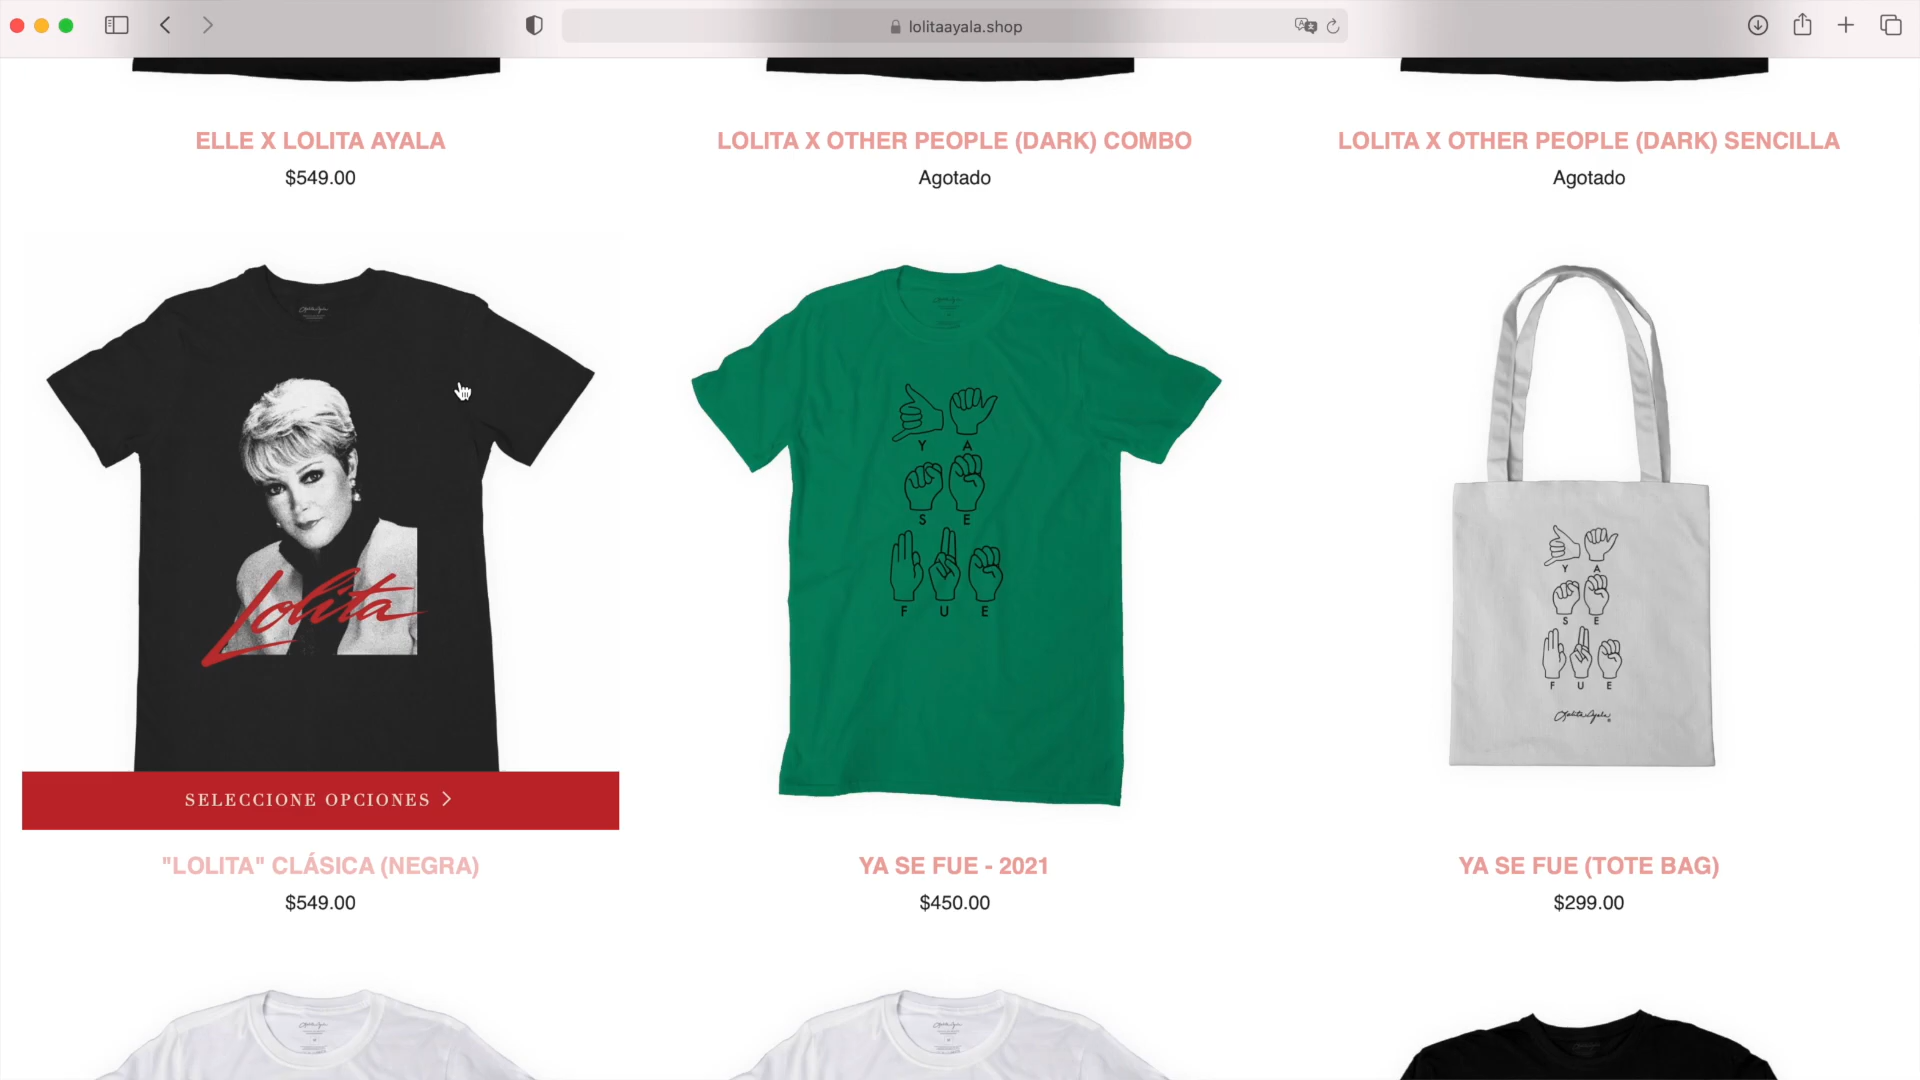 lolitaayala.shop
ELLE X LOLITA AYALA
$549.00
LOLITA X OTHER PEOPLE (DARK) COMBO
Agotado
LOLITA X OTHER PEOPLE (DARK) SENCILLA
Agotado
Lolita
SELECCIONE OPCIONES >
"LOLITA" CLÁSICA (NEGRA)
$549.00
Y A
S E
F U E
YA SE FUE - 2021
$450.00
Y A
S E
F U E
Lolita Ayala
YA SE FUE (TOTE BAG)
$299.00